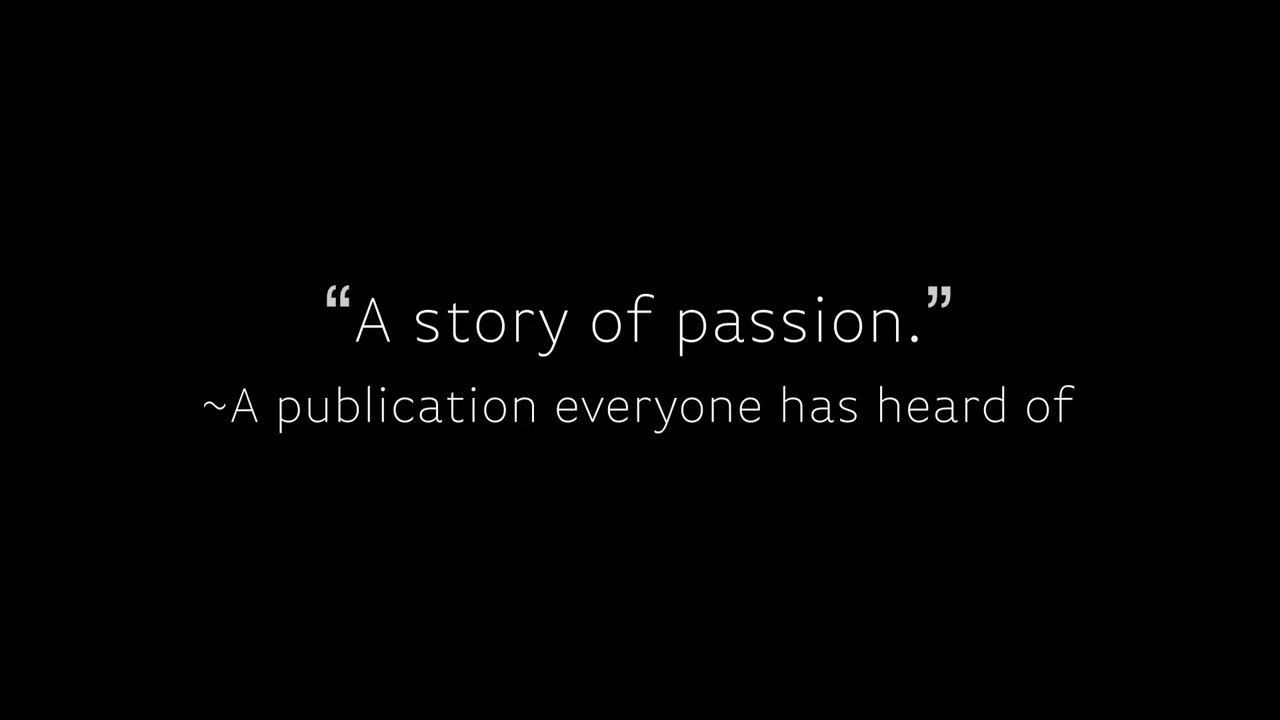 “A story of passion.”
~A publication everyone has heard of